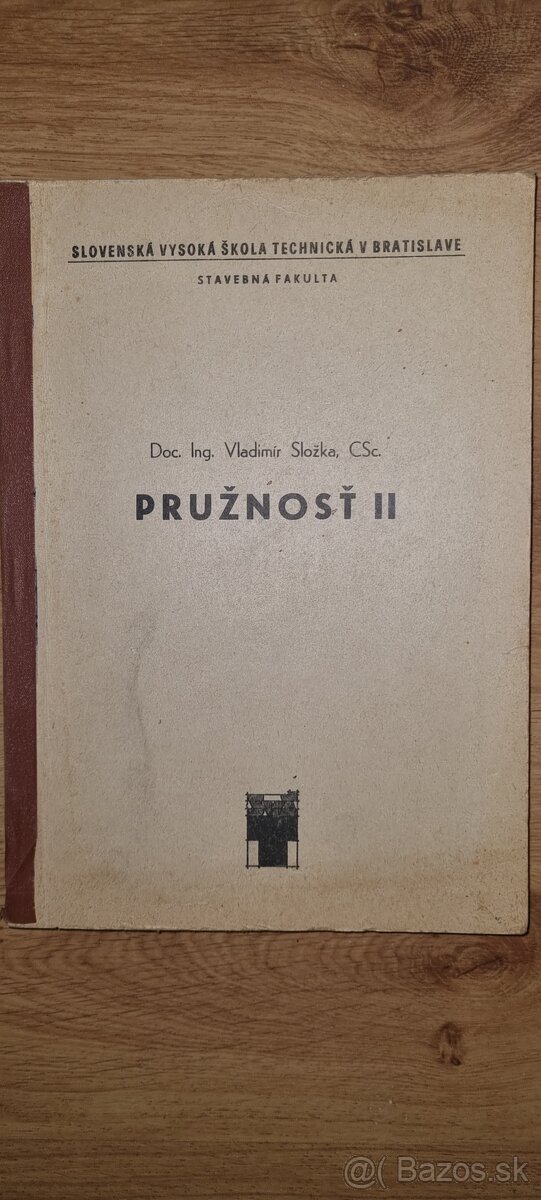 SLOVENSKÁ VYSOKÁ ŠKOLA TECHNICKÁ V BRATISLAVE
STAVEBNÁ FAKULTA
Doc. Ing. Vladimír Složka, CSc.
PRUŽNOSŤ II
@( Bazos.sk